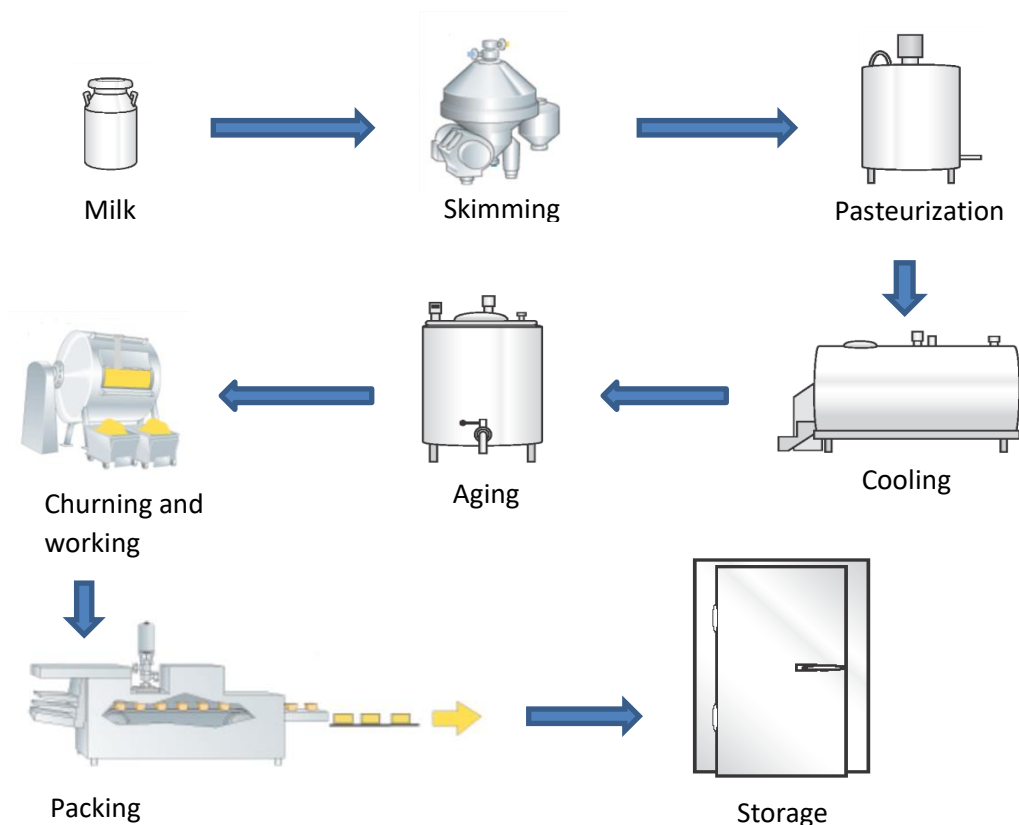 Milk
Skimming
Pasteurization
Cooling
Aging
Churning and
working
Packing
Storage